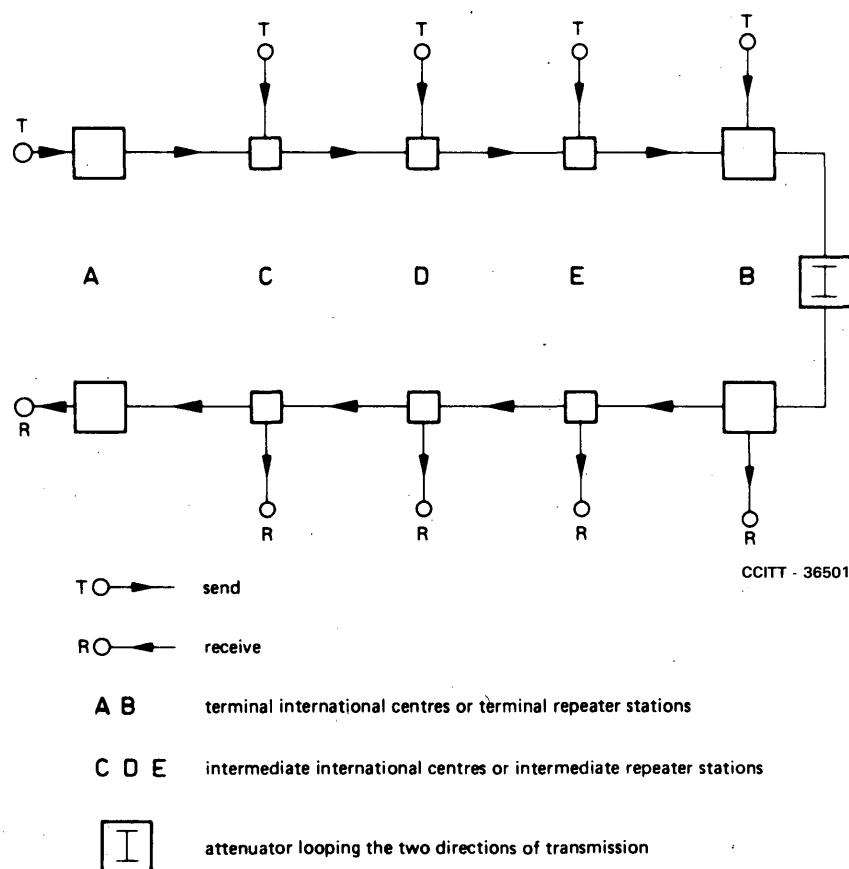 T T T T
T
A C D E B
I
R
R R R R
CCITT - 36501
T send
R receive
A B terminal international centres or terminal repeater stations
C D E intermediate international centres or intermediate repeater stations
I attenuator looping the two directions of transmission